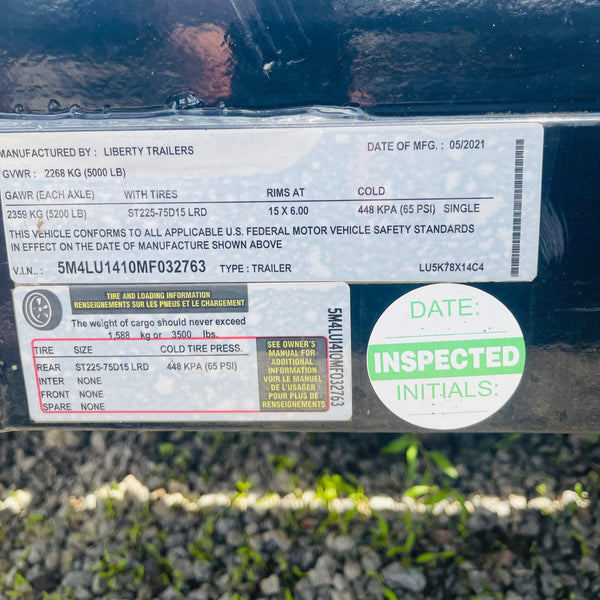 MANUFACTURED BY : LIBERTY TRAILERS
DATE OF MFG. : 05/2021
GVWR : 2268 KG (5000 LB)
GAWR (EACH AXLE) WITH TIRES RIMS AT COLD
2359 KG (5200 LB) ST225-75D15 LRD 15 X 6.00 448 KPA (65 PSI) SINGLE
THIS VEHICLE CONFORMS TO ALL APPLICABLE U.S. FEDERAL MOTOR VEHICLE SAFETY STANDARDS
IN EFFECT ON THE DATE OF MANUFACTURE SHOWN ABOVE
V.I.N.. : 5M4LU1410MF032763 TYPE : TRAILER LU5K78X14C4
TIRE AND LOADING INFORMATION
RENSEIGNEMENTS SUR LES PNEUS ET LE CHARGEMENT
The weight of cargo should never exceed
1,588 kg or 3500 lbs.
TIRE SIZE COLD TIRE PRESS.
REAR ST225-75D15 LRD 448 KPA (65 PSI)
INTER NONE
FRONT NONE
SPARE NONE
SEE OWNER'S
MANUAL FOR
ADDITIONAL
INFORMATION
VOIR LE MANUEL
DE L'USAGER
POUR PLUS DE
RENSEIGNEMENTS
5M4LU1410MF032763
DATE:
INSPECTED
INITIALS: